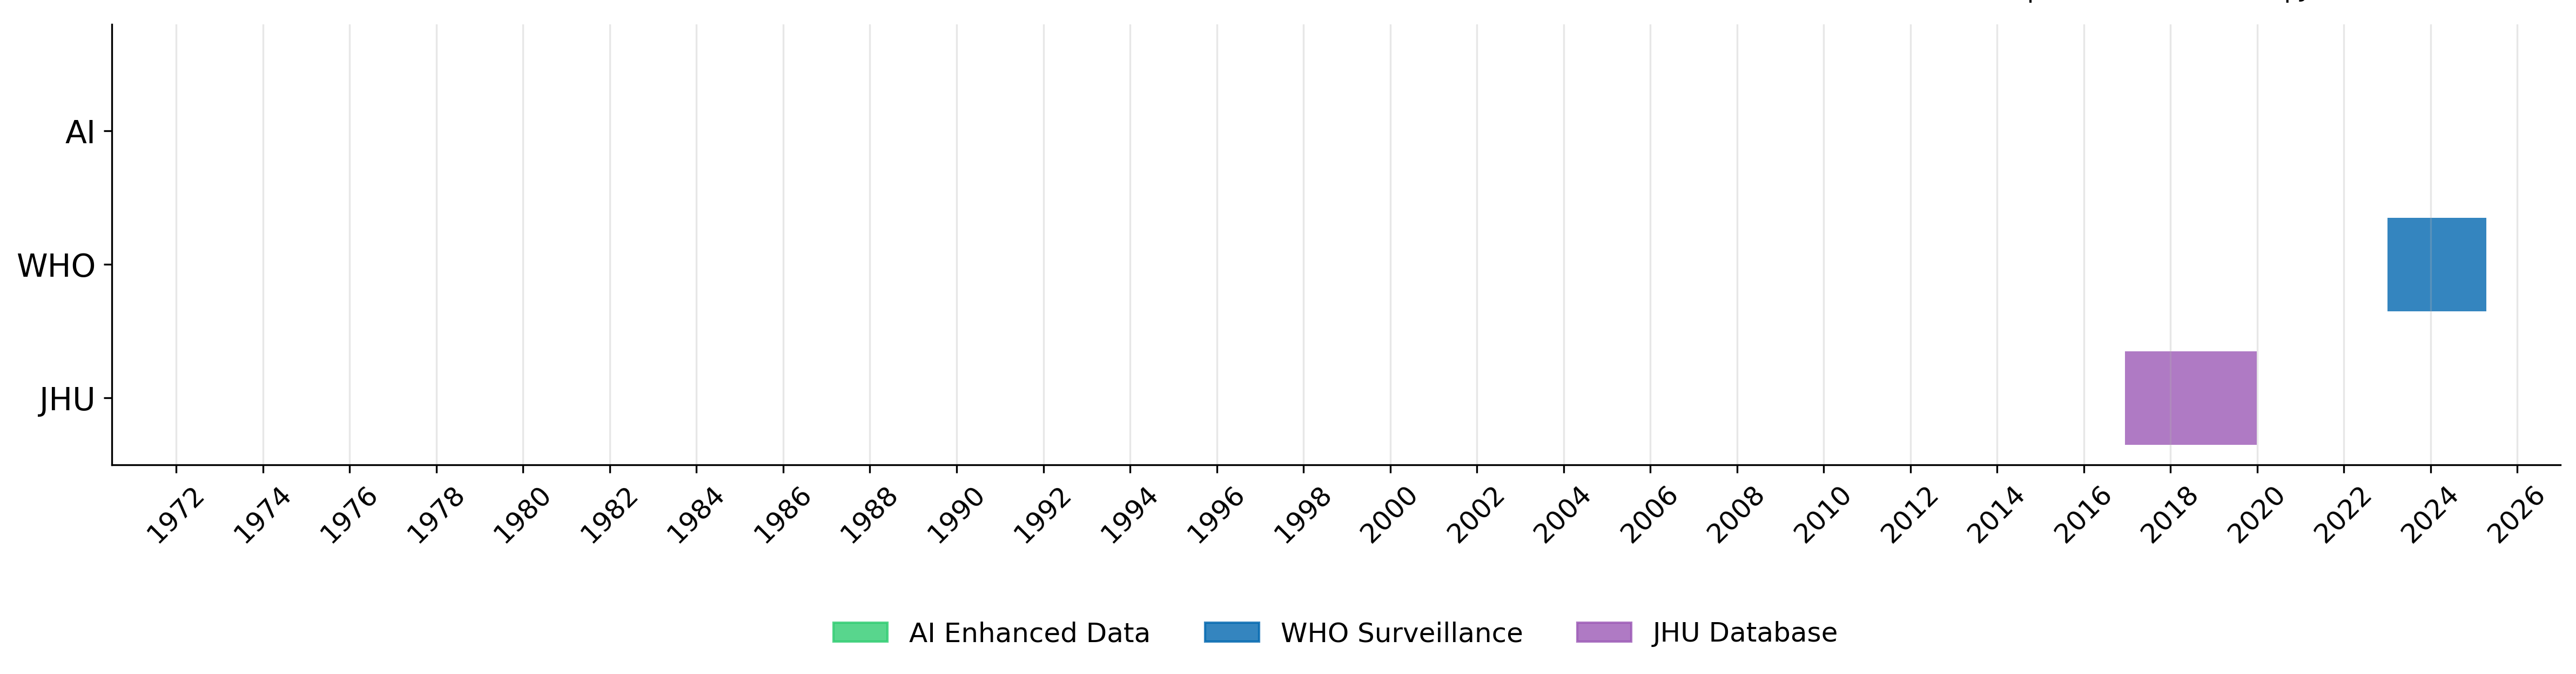 AI
WHO
JHU
1972 1974 1976 1978 1980 1982 1984 1986 1988 1990 1992 1994 1996 1998 2000 2002 2004 2006 2008 2010 2012 2014 2016 2018 2020 2022 2024 2026
AI Enhanced Data WHO Surveillance JHU Database